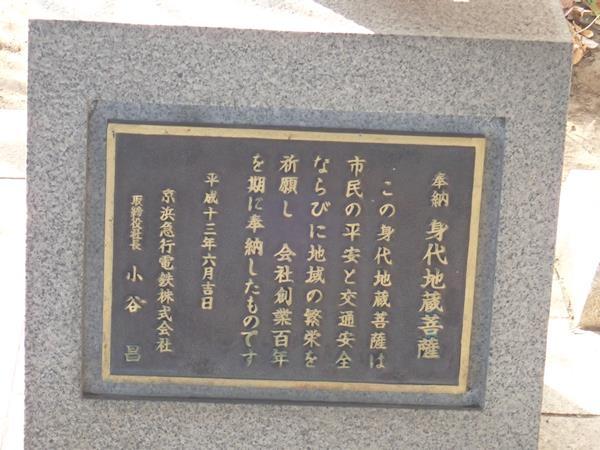 奉納 身代地蔵菩薩
この身代地蔵菩薩は
市民の平安と交通安全
ならびに地域の繁栄を
祈願し 会社創業百年
を期に奉納したものです
平成十三年六月吉日
京浜急行電鉄株式会社
取締役社長 小谷 昌